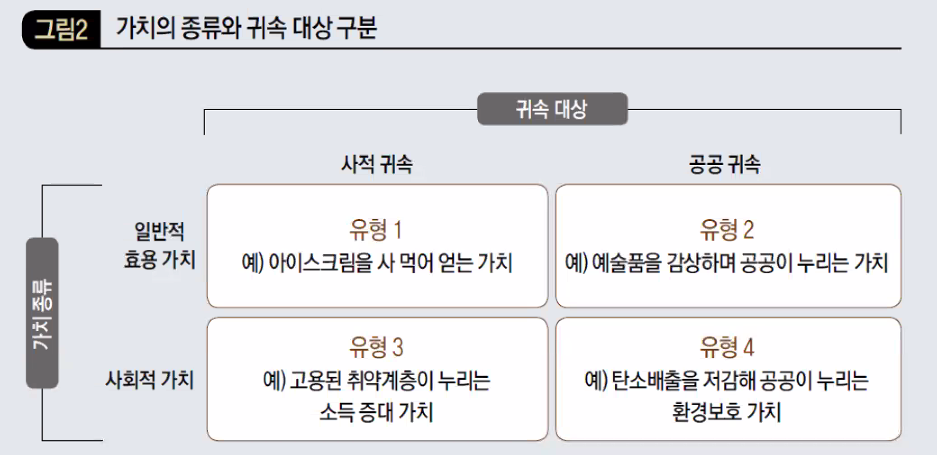 그림2 가치의 종류와 귀속 대상 구분
귀속 대상
사적 귀속 공공 귀속
가치 종류
일반적
효용 가치
유형 1
예) 아이스크림을 사 먹어 얻는 가치
유형 2
예) 예술품을 감상하며 공공이 누리는 가치
사회적 가치
유형 3
예) 고용된 취약계층이 누리는
소득 증대 가치
유형 4
예) 탄소배출을 저감해 공공이 누리는
환경보호 가치